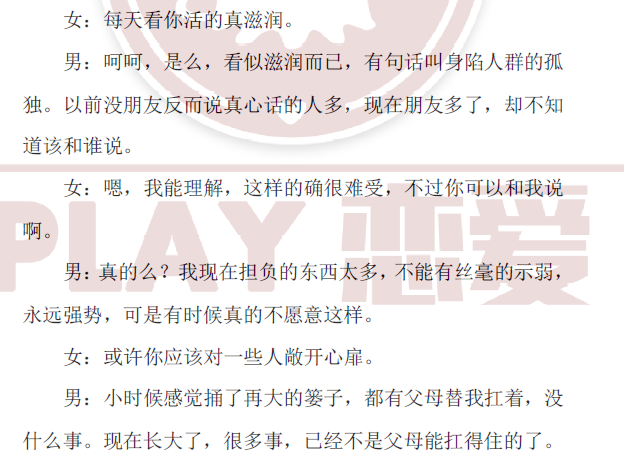 女：每天看你活的真滋润。
男：呵呵，是么，看似滋润而已，有句话叫身陷人群的孤
独。以前没朋友反而说真心话的人多，现在朋友多了，却不知
道该和谁说。
女：嗯，我能理解，这样的确很难受，不过你可以和我说
啊。
PLAY 恋爱
男：真的么？我现在担负的东西太多，不能有丝毫的示弱，
永远强势，可是有时候真的不愿意这样。
女：或许你应该对一些人敞开心扉。
男：小时候感觉捅了再大的篓子，都有父母替我扛着，没
什么事。现在长大了，很多事，已经不是父母能扛得住的了。